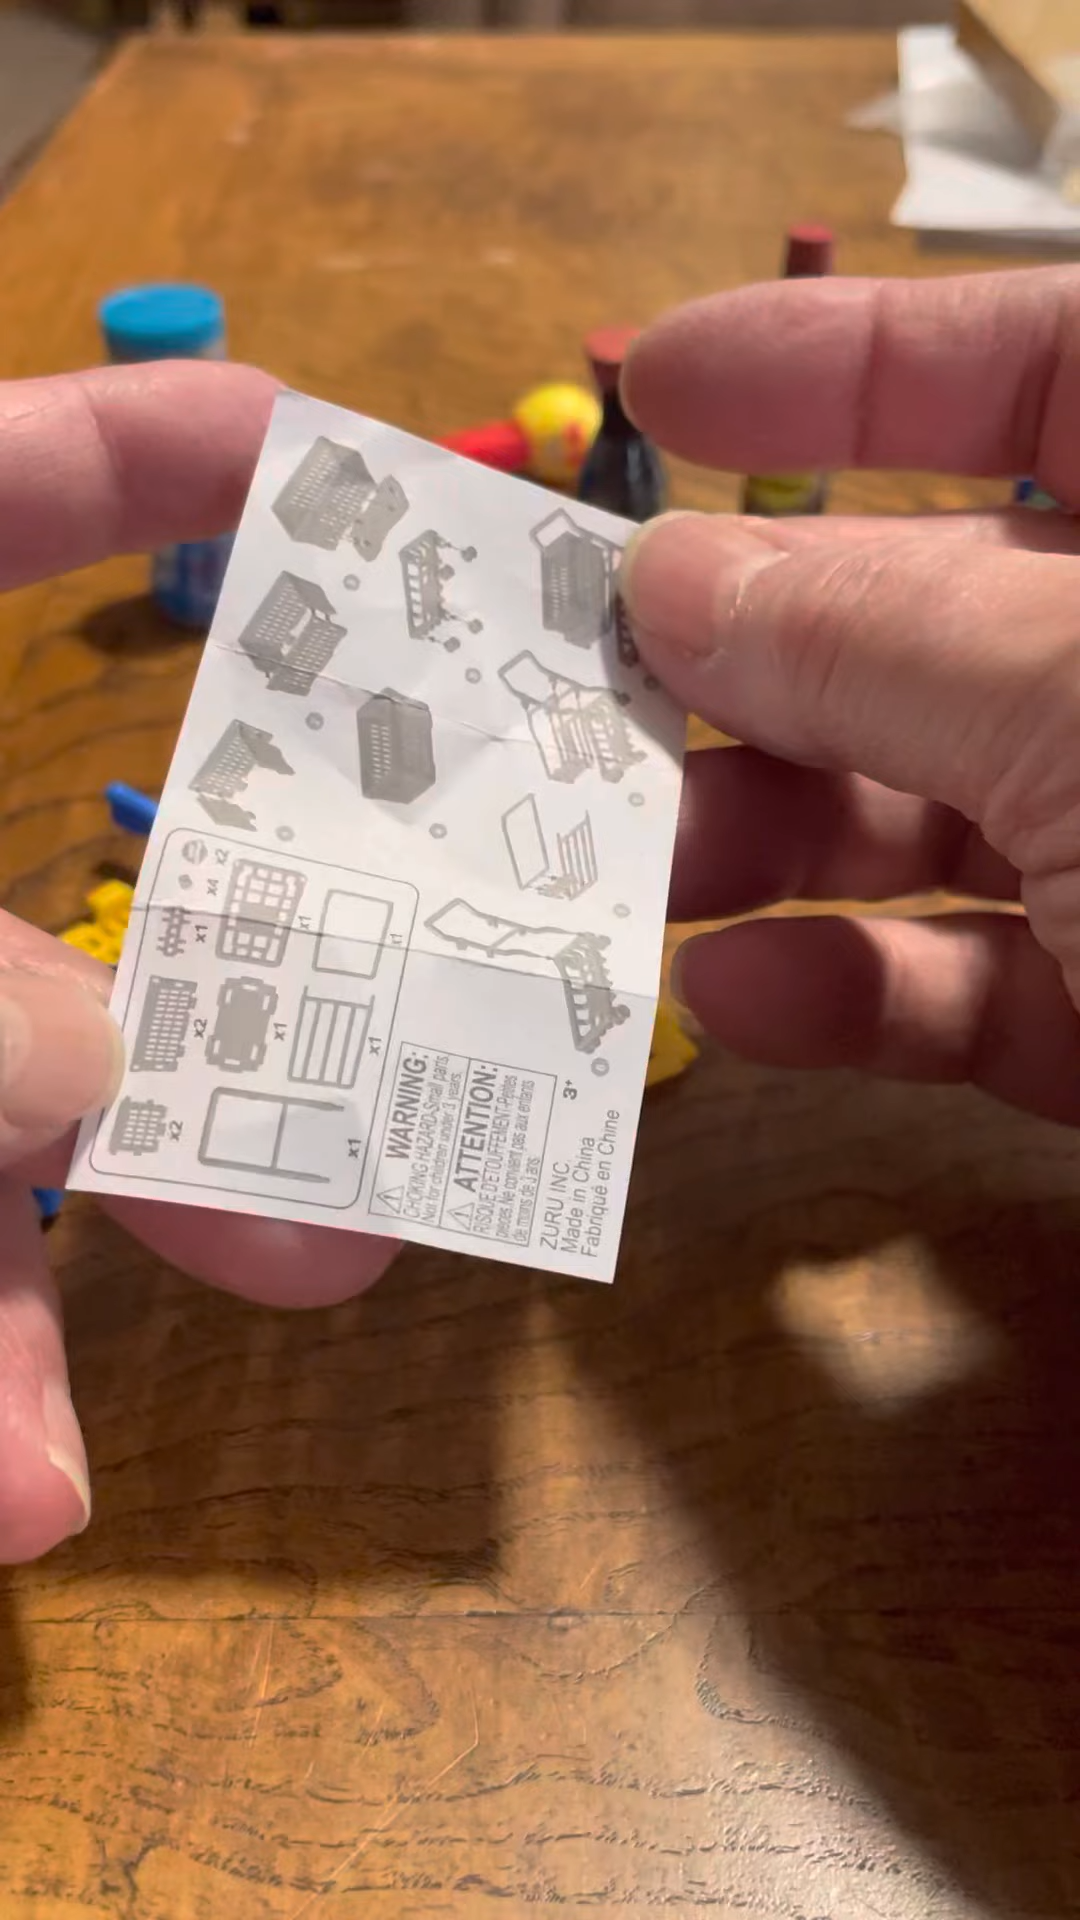 x2
x4
x1
x1
x1
x2
x1
x1
x2
x1
WARNING:
CHOKING HAZARD-Small parts
Not for children under 3 years.
ATTENTION:
RISQUE D'ETOUFFEMENT-Petites
pièces.Ne convient pas aux enfants
de moins de 3 ans.
3+
ZURU INC.
Made in China
Fabriqué en Chine